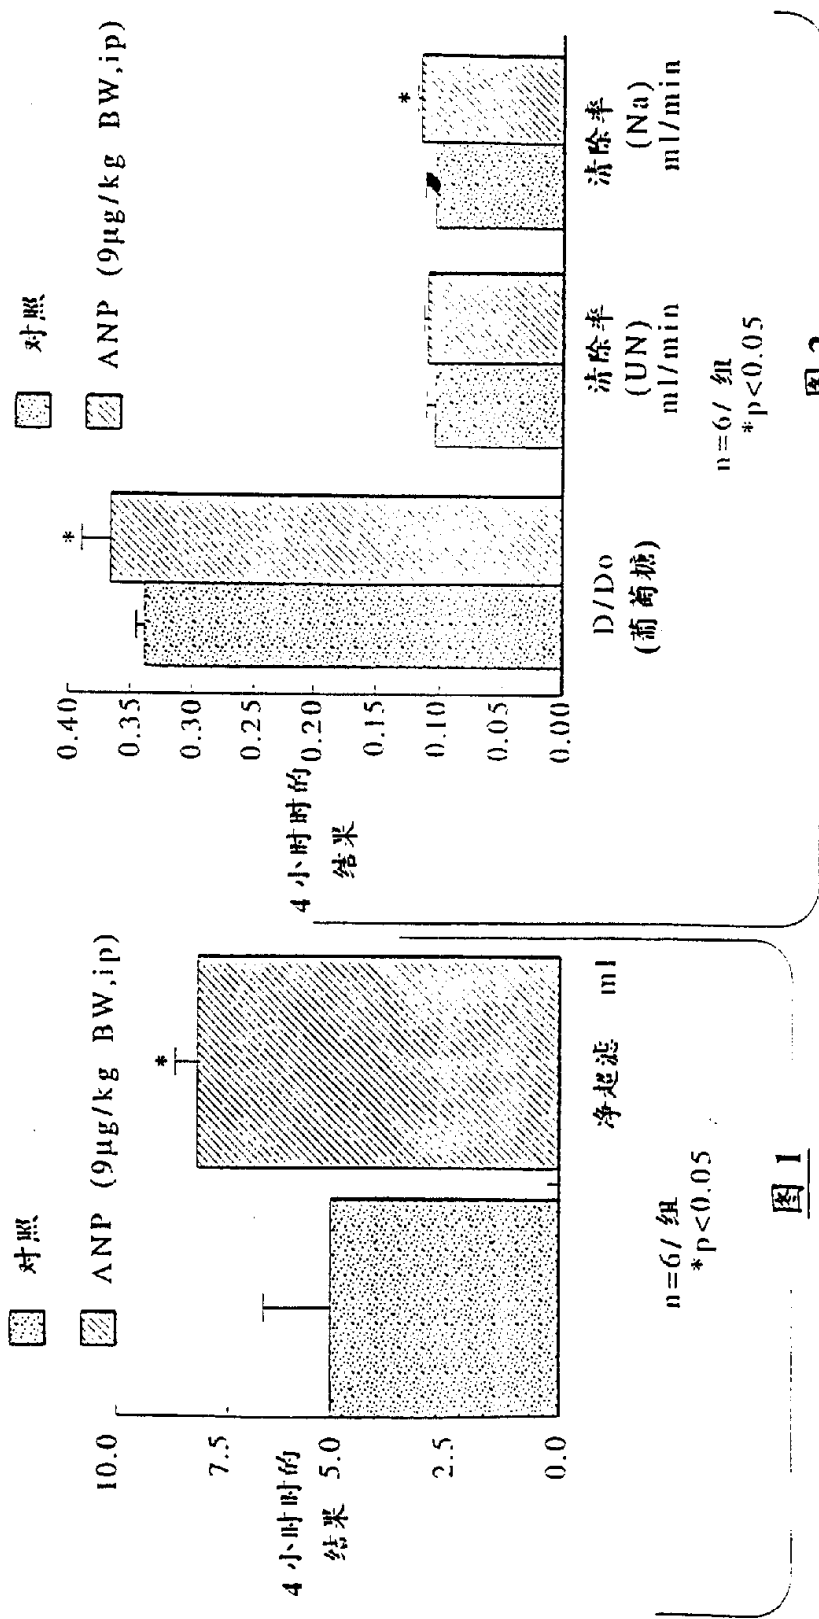 对照
ANP (9μg/kg BW,ip)
10.0
7.5
5.0
2.5
0.0
4 小时时的
结果
净超滤 ml
n=6/ 组
*p<0.05
*
图 1
对照
ANP (9μg/kg BW,ip)
0.40
0.35
0.30
0.25
0.20
0.15
0.10
0.05
0.00
4 小时时的
结果
*
*
D/Do
(葡萄糖)
清除率
(UN)
ml/min
清除率
(Na)
ml/min
n=6/ 组
*p<0.05